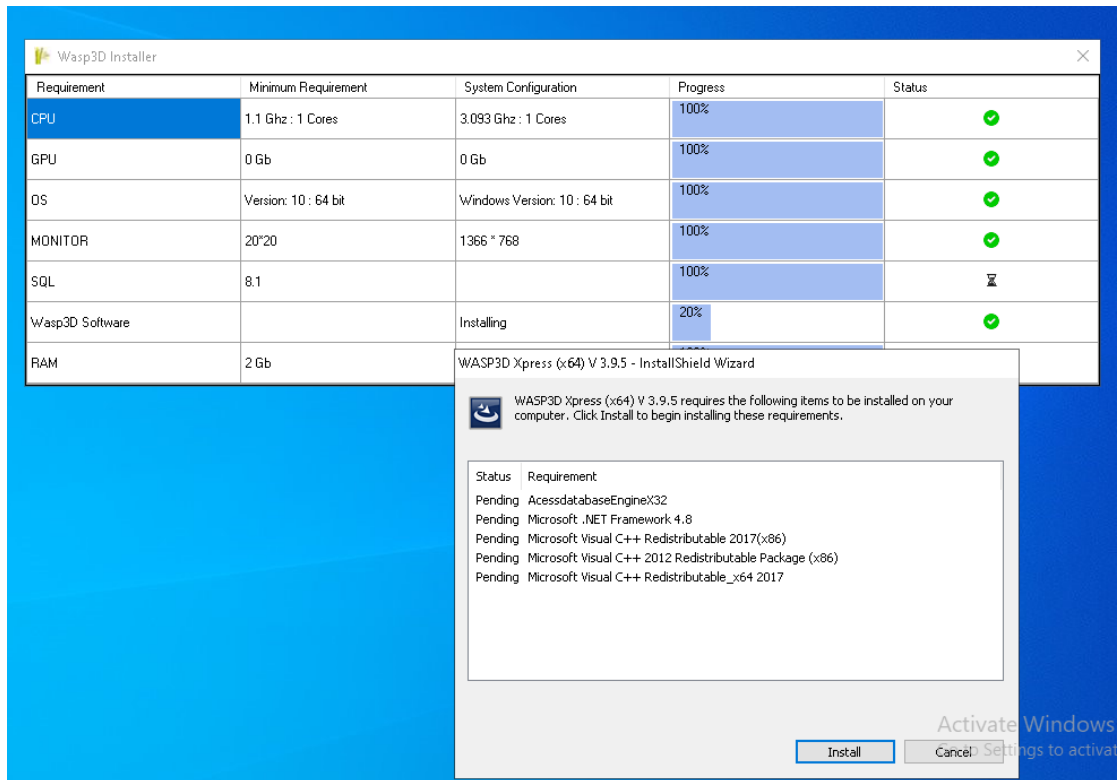 Wasp3D Installer
Requirement Minimum Requirement System Configuration Progress Status
CPU 1.1 Ghz : 1 Cores 3.093 Ghz : 1 Cores 100%
GPU 0 Gb 0 Gb 100%
OS Version: 10 : 64 bit Windows Version: 10 : 64 bit 100%
MONITOR 20*20 1366 * 768 100%
SQL 8.1 100%
Wasp3D Software Installing 20%
RAM 2 Gb
WASP3D Xpress (x64) V 3.9.5 - InstallShield Wizard
WASP3D Xpress (x64) V 3.9.5 requires the following items to be installed on your
computer. Click Install to begin installing these requirements.
Status Requirement
Pending AcessdatabaseEngineX32
Pending Microsoft .NET Framework 4.8
Pending Microsoft Visual C++ Redistributable 2017(x86)
Pending Microsoft Visual C++ 2012 Redistributable Package (x86)
Pending Microsoft Visual C++ Redistributable_x64 2017
Activate Windows
Install Cancel to Settings to activat